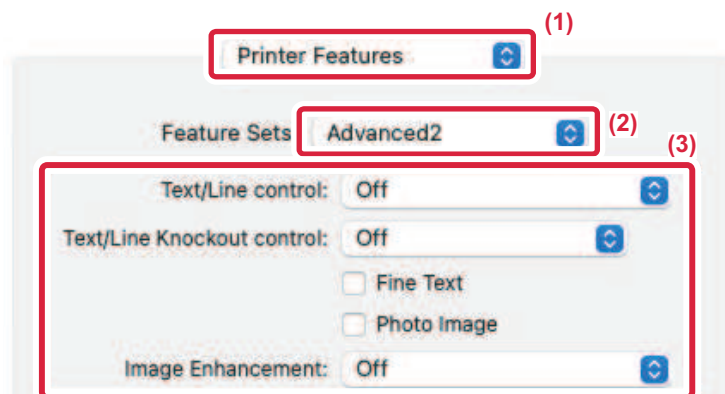 (1)
Printer Features
Feature Sets Advanced2 (2)
(3)
Text/Line control: Off
Text/Line Knockout control: Off
Fine Text
Photo Image
Image Enhancement: Off